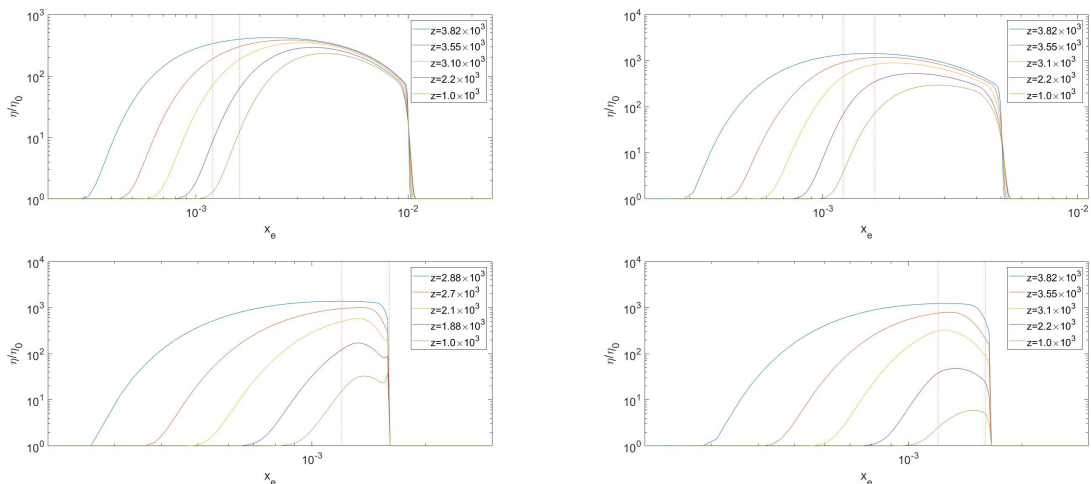 10^3
10^2
10^1
10^0
η/η_0
10^-3
10^-2
x_e
z=3.82×10^3
z=3.55×10^3
z=3.10×10^3
z=2.2×10^3
z=1.0×10^3
10^4
10^3
10^2
10^1
10^0
η/η_0
10^-3
10^-2
x_e
z=3.82×10^3
z=3.55×10^3
z=3.1×10^3
z=2.2×10^3
z=1.0×10^3
10^4
10^3
10^2
10^1
10^0
η/η_0
10^-3
x_e
z=2.88×10^3
z=2.7×10^3
z=2.1×10^3
z=1.88×10^3
z=1.0×10^3
10^4
10^3
10^2
10^1
10^0
η/η_0
10^-3
x_e
z=3.82×10^3
z=3.55×10^3
z=3.1×10^3
z=2.2×10^3
z=1.0×10^3